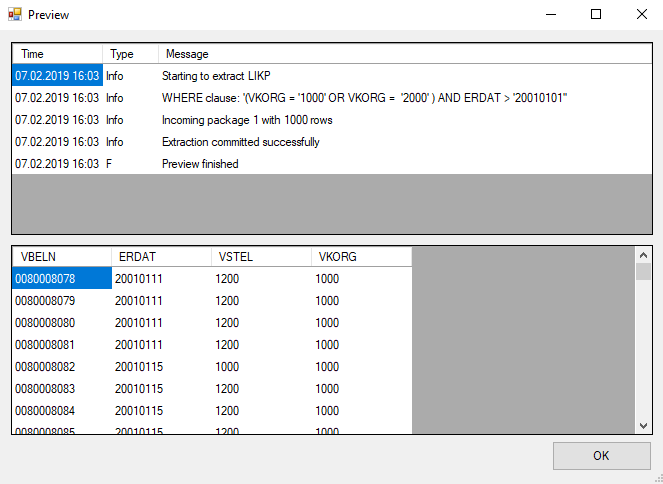 Preview
Time Type Message
07.02.2019 16:03 Info Starting to extract LIKP
07.02.2019 16:03 Info WHERE clause: '(VKORG = '1000' OR VKORG = '2000' ) AND ERDAT > '20010101''
07.02.2019 16:03 Info Incoming package 1 with 1000 rows
07.02.2019 16:03 Info Extraction committed successfully
07.02.2019 16:03 F Preview finished
VBELN ERDAT VSTEL VKORG
0080008078 20010111 1200 1000
0080008079 20010111 1200 1000
0080008080 20010111 1200 1000
0080008081 20010111 1200 1000
0080008082 20010115 1000 1000
0080008083 20010115 1200 1000
0080008084 20010115 1200 1000
0080008085 20010115 1200 1000
OK